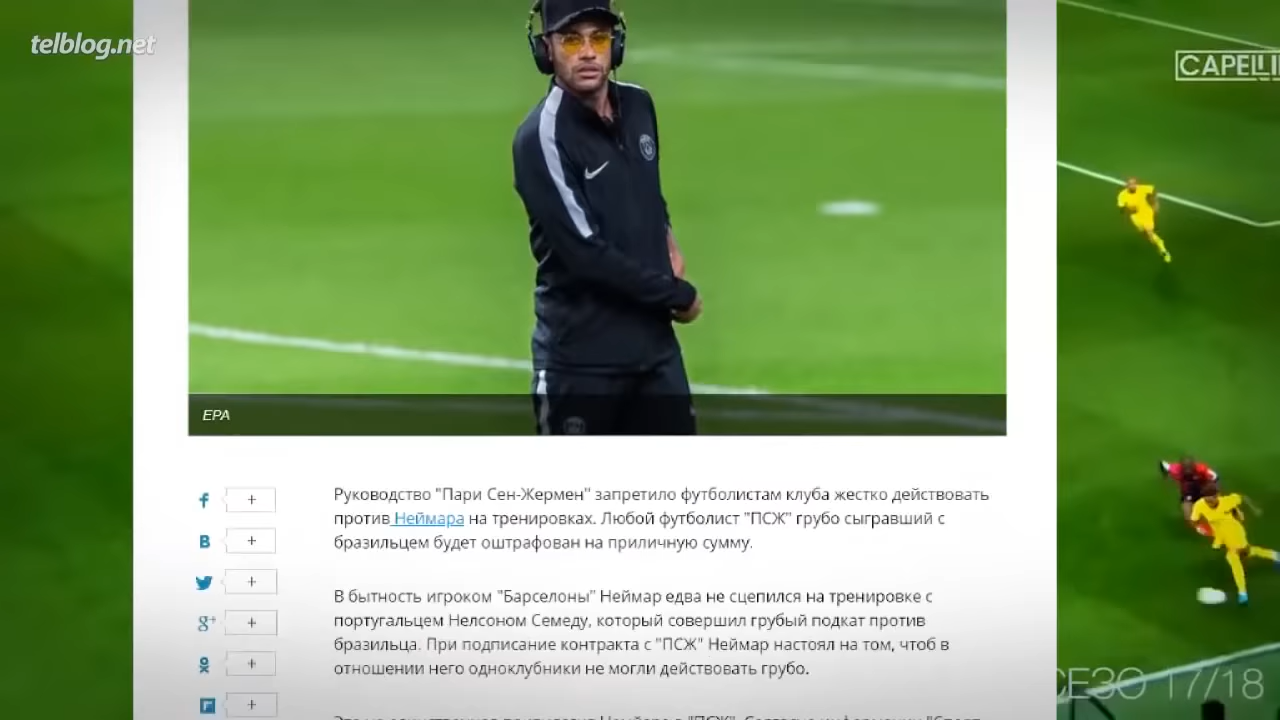 telblog.net
CAPELLI
EPA
Руководство "Пари Сен-Жермен" запретило футболистам клуба жестко действовать
против Неймара на тренировках. Любой футболист "ПСЖ" грубо сыгравший с
бразильцем будет оштрафован на приличную сумму.
В бытность игроком "Барселоны" Неймар едва не сцепился на тренировке с
португальцем Нелсоном Семеду, который совершил грубый подкат против
бразильца. При подписание контракта с "ПСЖ" Неймар настоял на том, чтоб в
отношении него одноклубники не могли действовать грубо.
СЕЗО 17/18